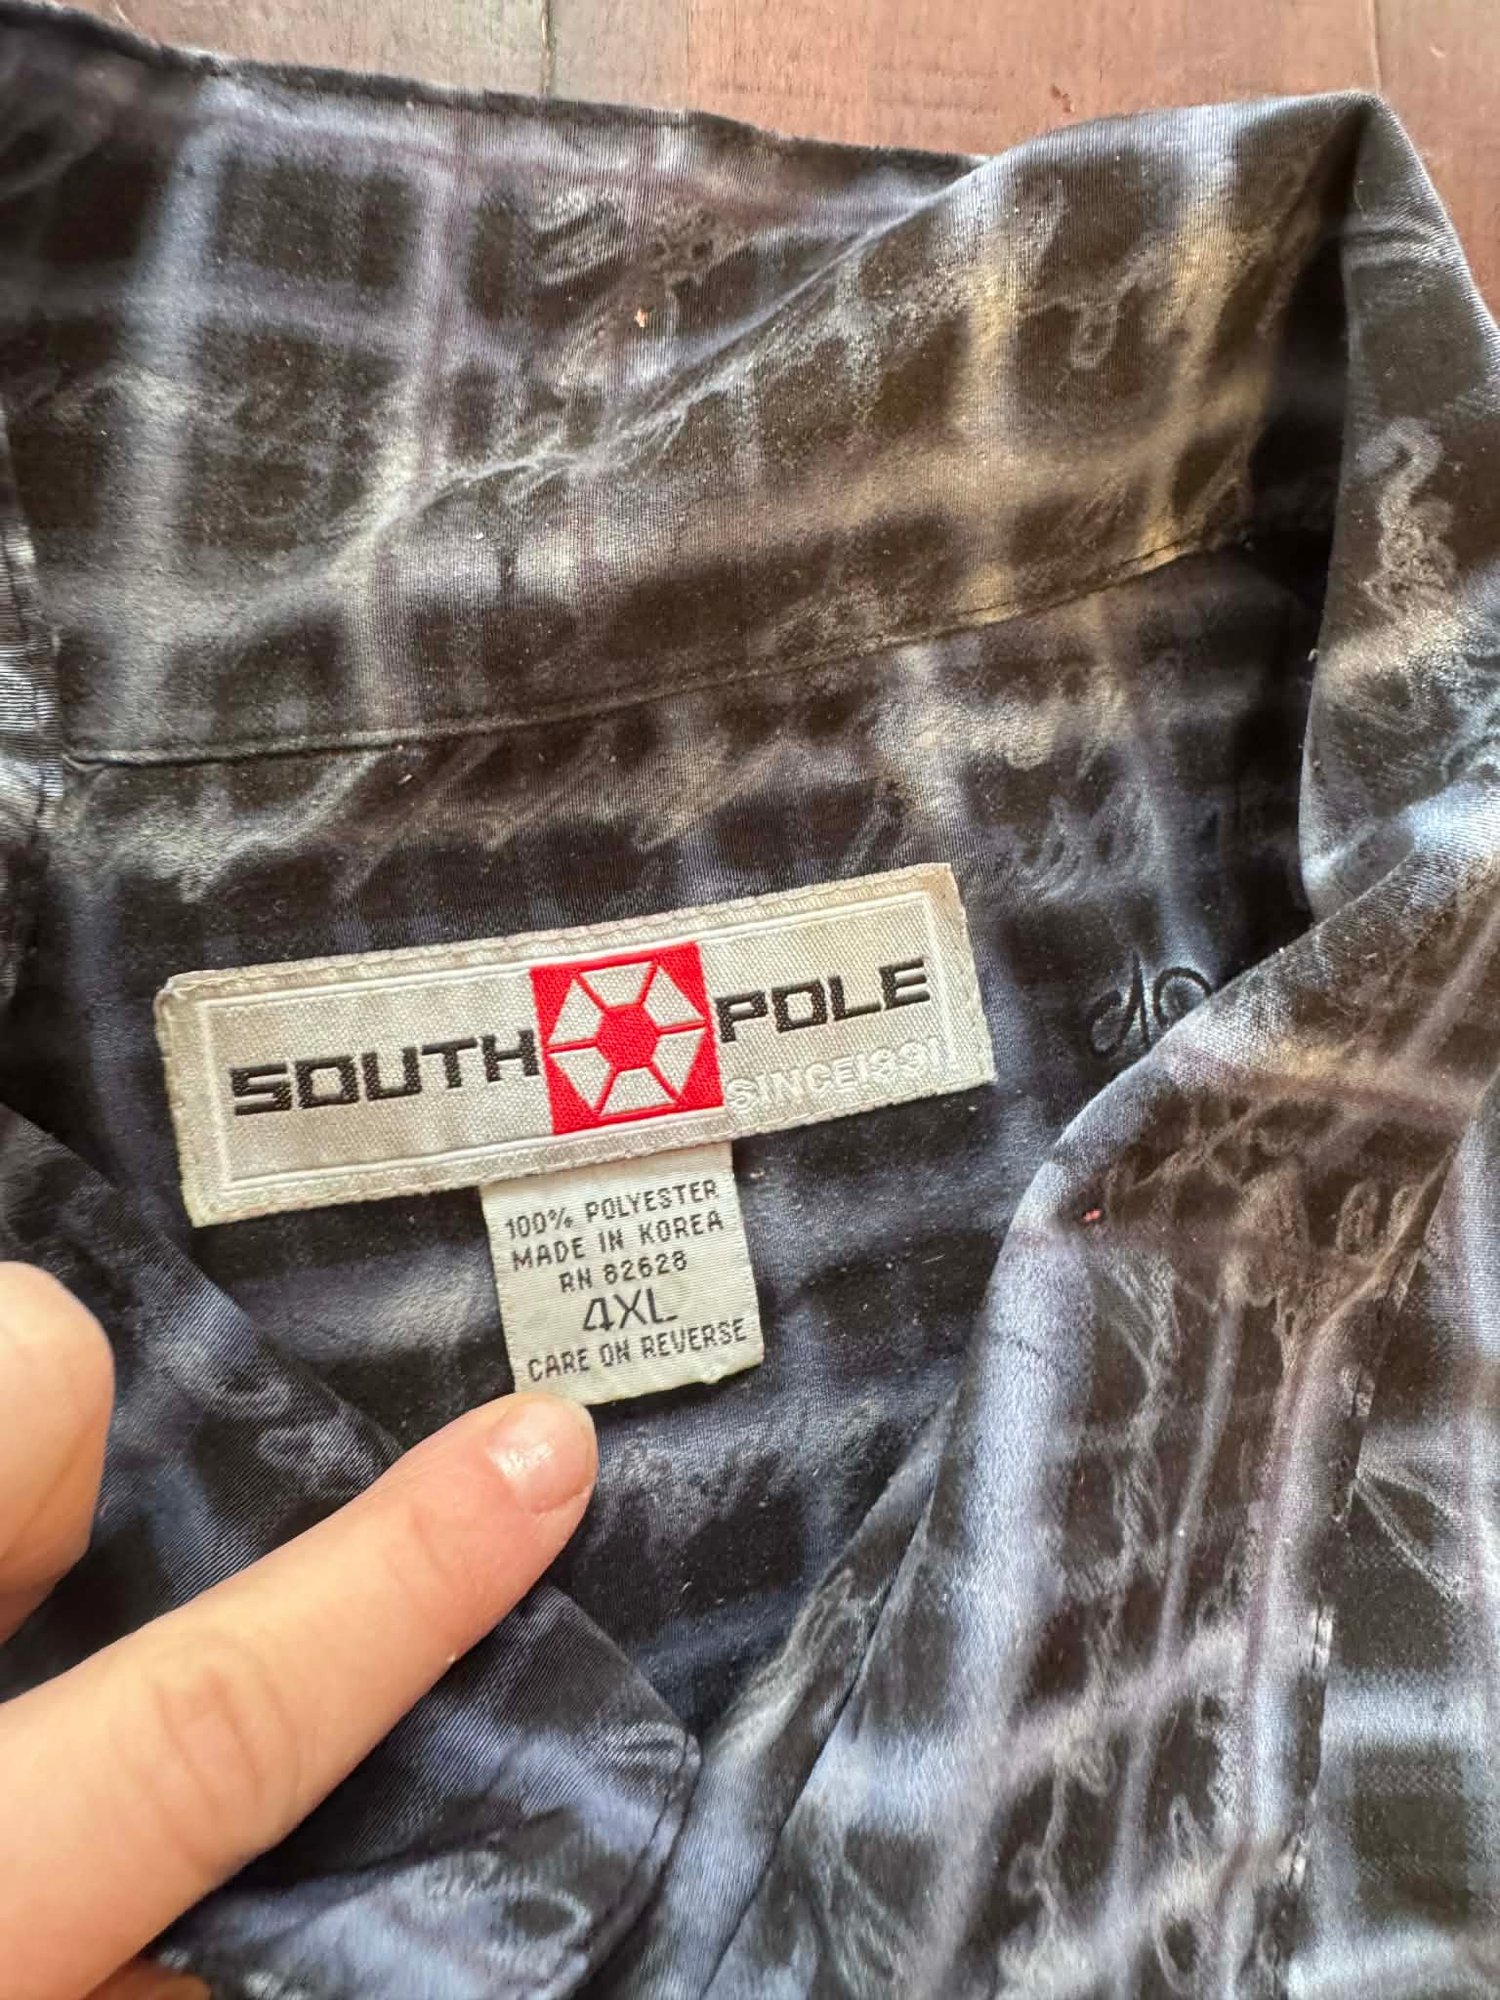 SOUTH POLE
SINCE1991
100% POLYESTER
MADE IN KOREA
RN 82628
4XL
CARE ON REVERSE